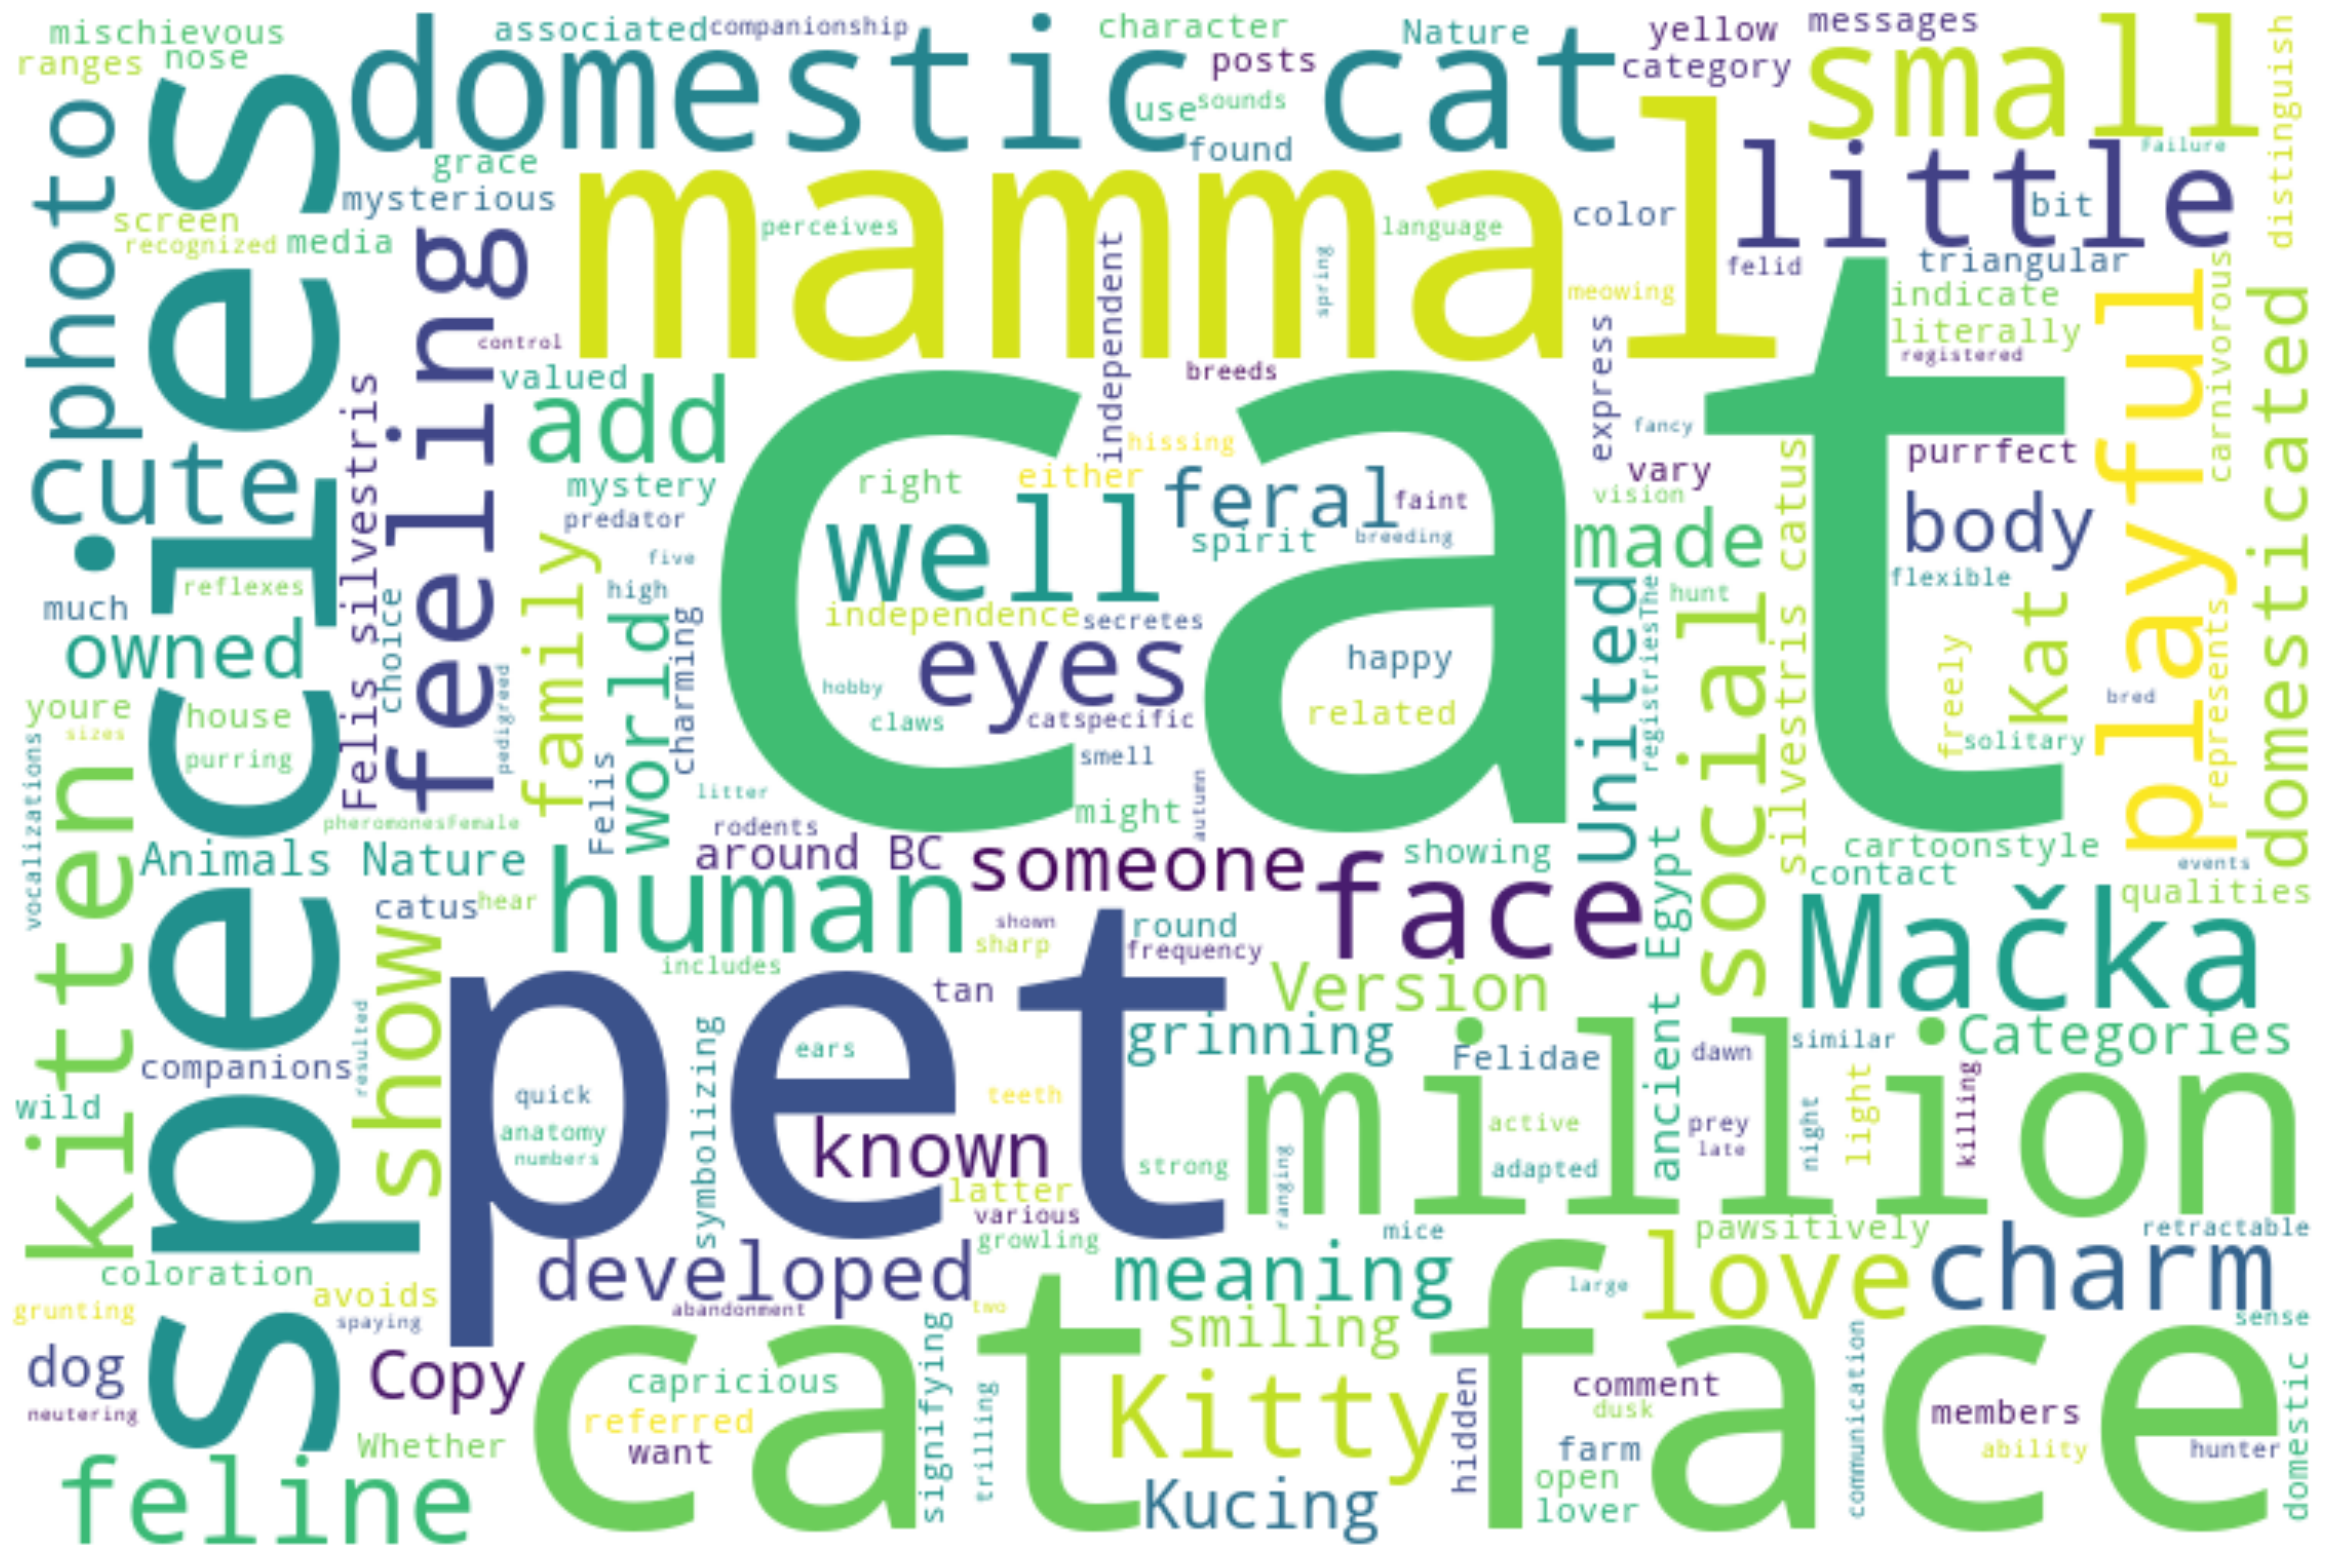 mischievous
associated
companionship
character
Nature
yellow
messages
small
distinguish
ranges
nose
domestic cat
posts
category
use
sounds
photo
species
grace
found
mammal
little
Failure
mysterious
screen
recognized
media
perceives
language
color
bit
felid
triangular
feeling
independent
spring
meowing
indicate
carnivorous
playful
domesticated
control
literally
registered
express
valued
add
breeds
cat
fancy
cute
Felis silvestris
mystery
hissing
right
either
feral
faint
vary
purrfect
vision
silvestris catus
predator
well
spirit
breeding
made
body
family
five
reflexes
much
choice
high
flexible
hunt
United
registriesThe
social
independence
secretes
owned
world
charming
eyes
happy
Kat
represents
freely
pedigreed
youre
house
hobby
claws
catspecific
related
bred
sizes
purring
vocalizations
kitten
Felis
smell
solitary
litter
might
autumn
pheromonesFemale
rodents
Animals Nature
around BC
someone
showing
cartoonstyle
events
human
face
contact
qualities
catus
hear
shown
round
ancient Egypt
Mačka
show
sharp
frequency
includes
pet
tan
Version
resulted
symbolizing
grinning
million
Categories
companions
ears
Felidae
dawn
similar
light
killing
wild
quick
teeth
anatomy
known
active
prey
night
numbers
strong
adapted
late
latter
ranging
various
mice
pawsitively
retractable
growling
coloration
developed
meaning
love
charm
grunting
avoids
abandonment
two
large
cat face
spaying
smiling
sense
dog
Copy
capricious
signifying
Kitty
hidden
comment
communication
domestic
neutering
referred
trilling
dusk
members
Whether
want
farm
ability
hunter
feline
Kucing
open
lover